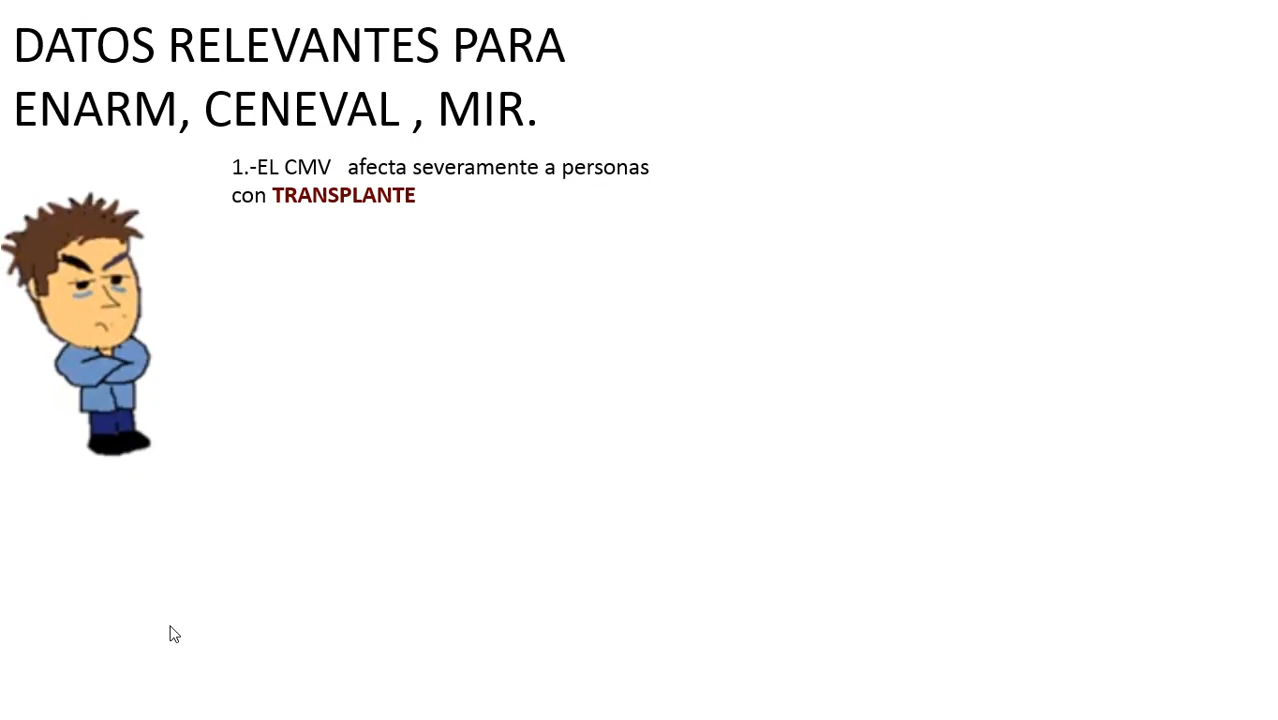 DATOS RELEVANTES PARA
ENARM, CENEVAL , MIR.
1.-EL CMV   afecta severamente a personas
con TRANSPLANTE